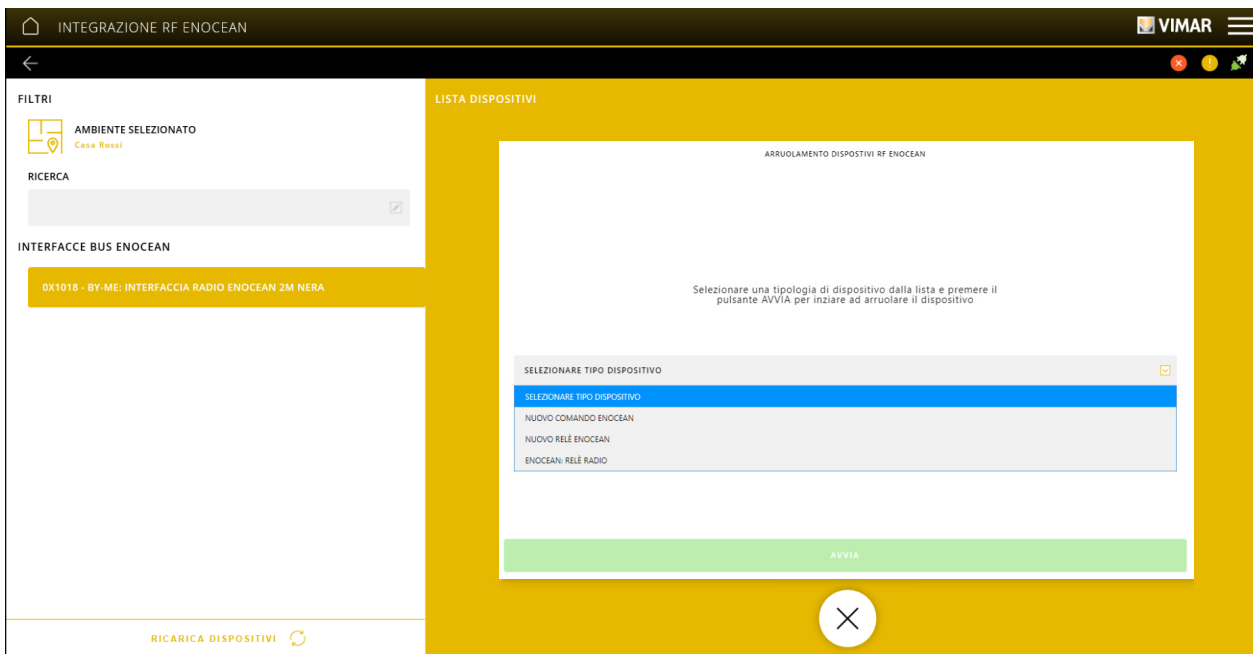 INTEGRAZIONE RF ENOCEAN
VIMAR
FILTRI
AMBIENTE SELEZIONATO
Casa Rossi
RICERCA
INTERFACCE BUS ENOCEAN
0X1018 - BY-ME: INTERFACCIA RADIO ENOCEAN 2M NERA
RICARICA DISPOSITIVI
LISTA DISPOSITIVI
ARRUOLAMENTO DISPOSTIVI RF ENOCEAN
Selezionare una tipologia di dispositivo dalla lista e premere il
pulsante AVVIA per inziare ad arruolare il dispositivo
SELEZIONARE TIPO DISPOSITIVO
SELEZIONARE TIPO DISPOSITIVO
NUOVO COMANDO ENOCEAN
NUOVO RELÈ ENOCEAN
ENOCEAN: RELÈ RADIO
AVVIA